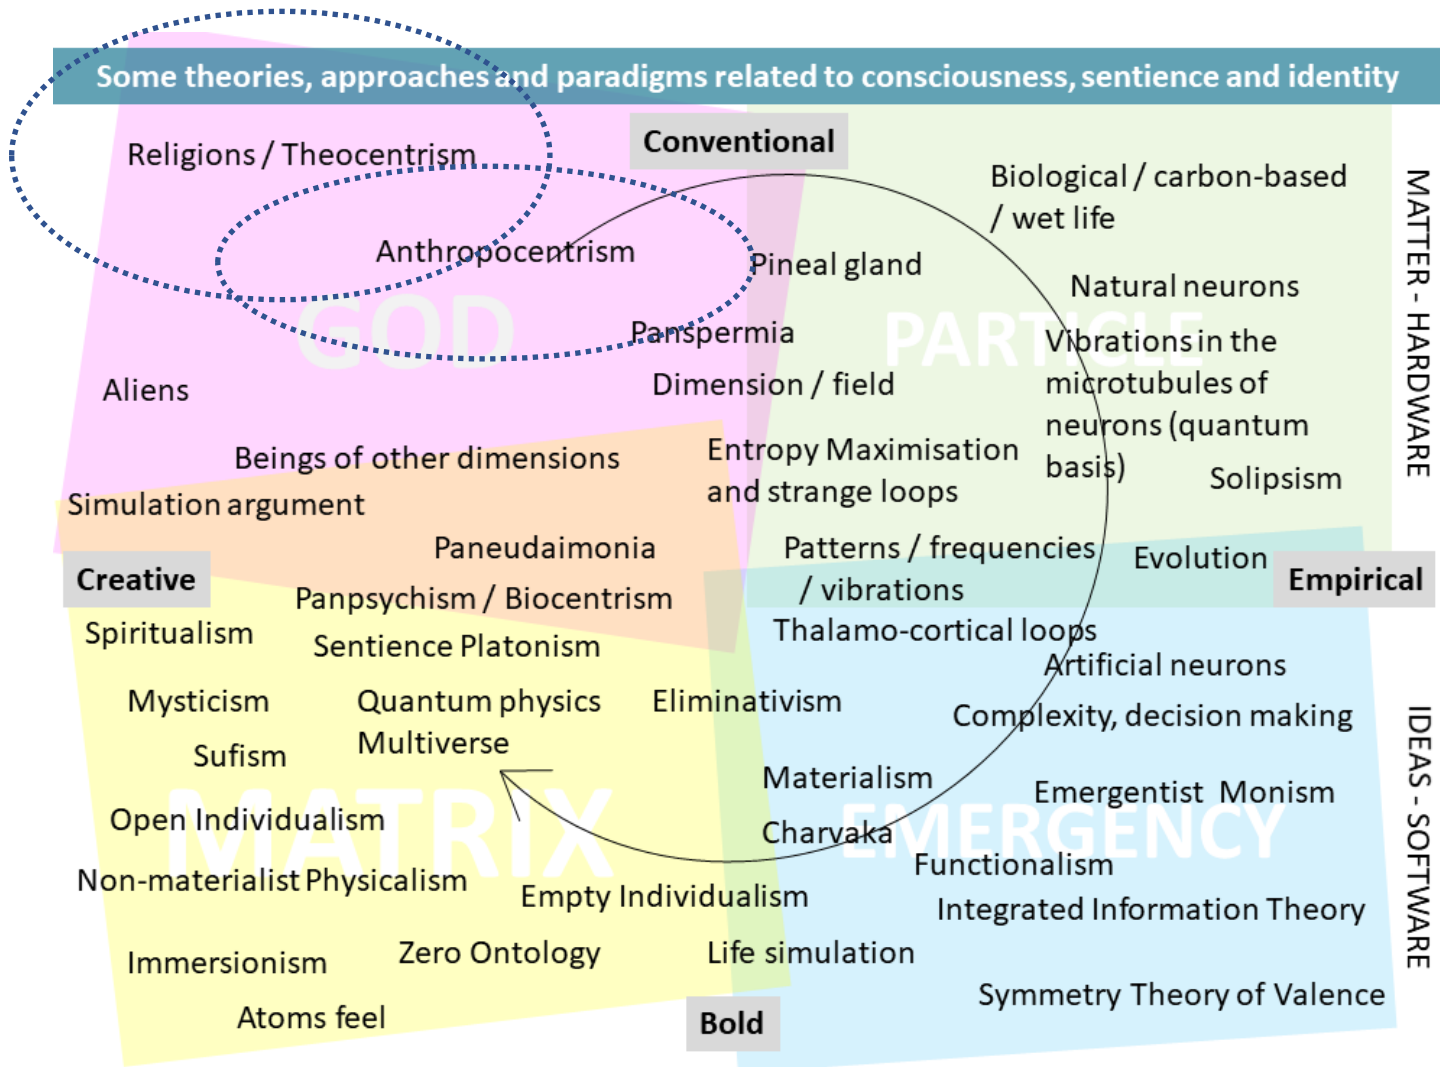 Some theories, approaches and paradigms related to consciousness, sentience and identity
Conventional
Religions / Theocentrism
Biological / carbon-based
/ wet life
Anthropocentrism
Pineal gland
Natural neurons
GOD
PARTICLE
Panspermia
Vibrations in the
microtubules of
neurons (quantum
basis)
Dimension / field
Aliens
Entropy Maximisation
and strange loops
Beings of other dimensions
Solipsism
Simulation argument
MATTER - HARDWARE
Paneudaimonia
Patterns / frequencies
/ vibrations
Evolution
Creative
Empirical
Panpsychism / Biocentrism
Spiritualism
Sentience Platonism
Thalamo-cortical loops
Artificial neurons
Mysticism
Quantum physics
Multiverse
Eliminativism
Complexity, decision making
Sufism
Materialism
Emergentist Monism
MATRIX
EMERGENCY
Open Individualism
Charvaka
Functionalism
Non-materialist Physicalism
Empty Individualism
Integrated Information Theory
IDEAS - SOFTWARE
Immersionism
Zero Ontology
Life simulation
Symmetry Theory of Valence
Atoms feel
Bold